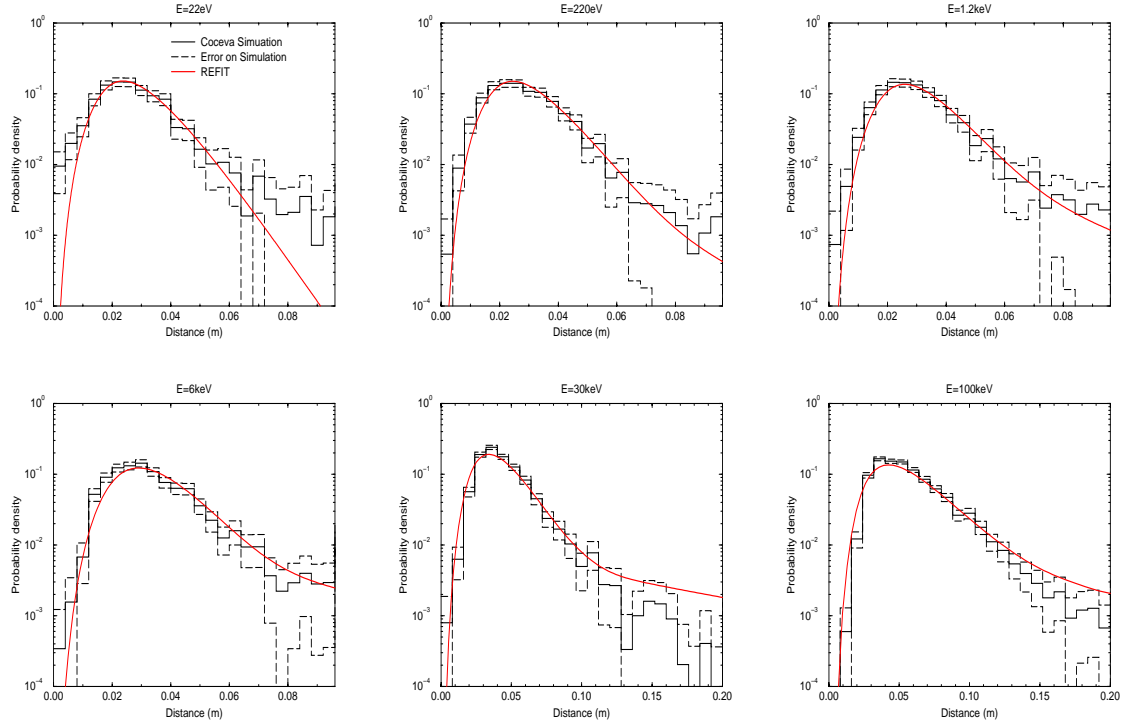 E=22eV
Probability density
10^0
10^-1
10^-2
10^-3
10^-4
Coceva Simuation
Error on Simulation
REFIT
0.00 0.02 0.04 0.06 0.08
Distance (m)
E=220eV
Probability density
10^0
10^-1
10^-2
10^-3
10^-4
0.00 0.02 0.04 0.06 0.08
Distance (m)
E=1.2keV
Probability density
10^0
10^-1
10^-2
10^-3
10^-4
0.00 0.02 0.04 0.06 0.08
Distance (m)
E=6keV
Probability density
10^0
10^-1
10^-2
10^-3
10^-4
0.00 0.02 0.04 0.06 0.08
Distance (m)
E=30keV
Probability density
10^0
10^-1
10^-2
10^-3
10^-4
0.00 0.05 0.10 0.15 0.20
Distance (m)
E=100keV
Probability density
10^0
10^-1
10^-2
10^-3
10^-4
0.00 0.05 0.10 0.15 0.20
Distance (m)